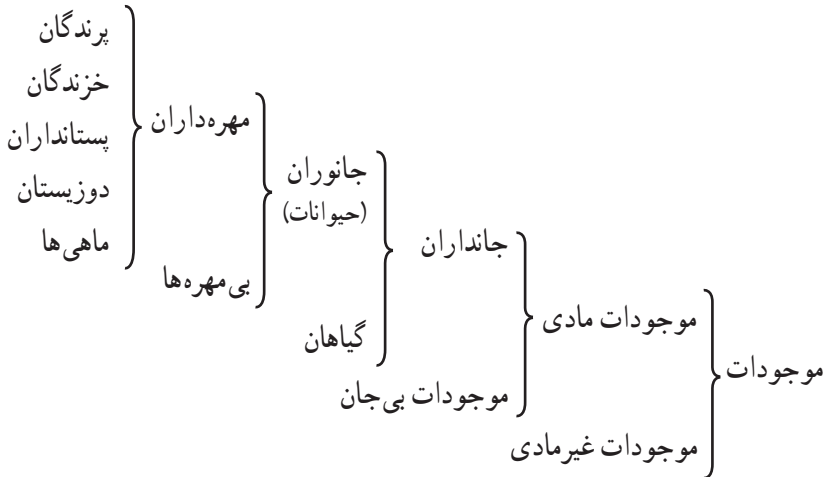 موجودات
موجودات مادی
موجودات غیرمادی
جانداران
موجودات بی‌جان
جانوران
(حیوانات)
گیاهان
مهره‌داران
بی‌مهره‌ها
پرندگان
خزندگان
پستانداران
دوزیستان
ماهی‌ها